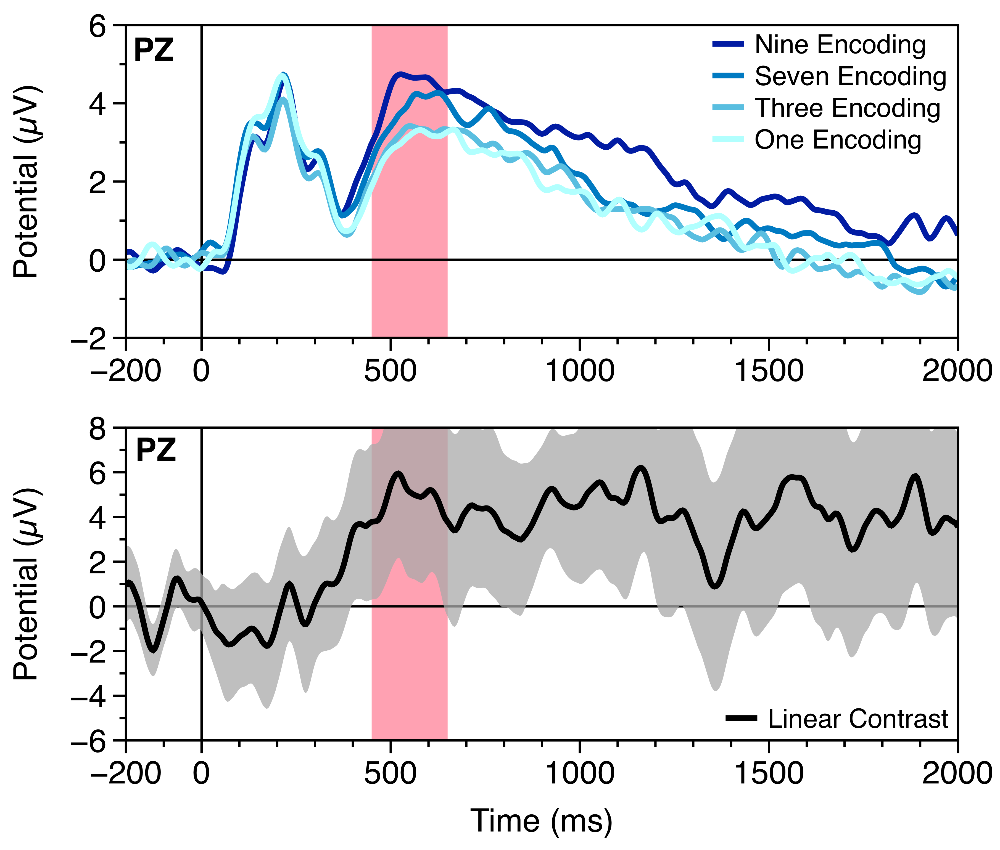 6
4
2
0
−2
Potential (µV)
PZ
Nine Encoding
Seven Encoding
Three Encoding
One Encoding
−200 0 500 1000 1500 2000
8
6
4
2
0
−2
−4
−6
Potential (µV)
PZ
Linear Contrast
−200 0 500 1000 1500 2000
Time (ms)